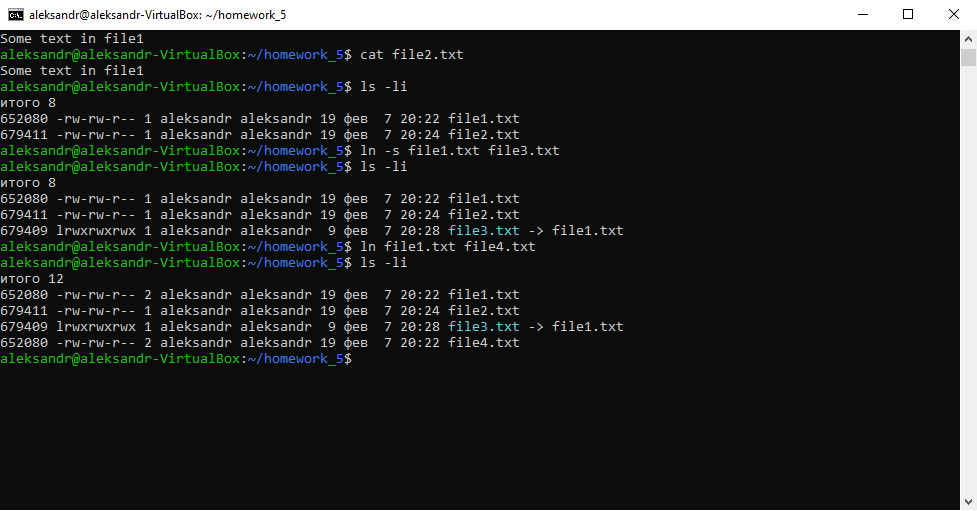 aleksandr@aleksandr-VirtualBox: ~/homework_5
Some text in file1
aleksandr@aleksandr-VirtualBox:~/homework_5$ cat file2.txt
Some text in file1
aleksandr@aleksandr-VirtualBox:~/homework_5$ ls -li
итого 8
652080 -rw-rw-r-- 1 aleksandr aleksandr 19 фев  7 20:22 file1.txt
679411 -rw-rw-r-- 1 aleksandr aleksandr 19 фев  7 20:24 file2.txt
aleksandr@aleksandr-VirtualBox:~/homework_5$ ln -s file1.txt file3.txt
aleksandr@aleksandr-VirtualBox:~/homework_5$ ls -li
итого 8
652080 -rw-rw-r-- 1 aleksandr aleksandr 19 фев  7 20:22 file1.txt
679411 -rw-rw-r-- 1 aleksandr aleksandr 19 фев  7 20:24 file2.txt
679409 lrwxrwxrwx 1 aleksandr aleksandr  9 фев  7 20:28 file3.txt -> file1.txt
aleksandr@aleksandr-VirtualBox:~/homework_5$ ln file1.txt file4.txt
aleksandr@aleksandr-VirtualBox:~/homework_5$ ls -li
итого 12
652080 -rw-rw-r-- 2 aleksandr aleksandr 19 фев  7 20:22 file1.txt
679411 -rw-rw-r-- 1 aleksandr aleksandr 19 фев  7 20:24 file2.txt
679409 lrwxrwxrwx 1 aleksandr aleksandr  9 фев  7 20:28 file3.txt -> file1.txt
652080 -rw-rw-r-- 2 aleksandr aleksandr 19 фев  7 20:22 file4.txt
aleksandr@aleksandr-VirtualBox:~/homework_5$